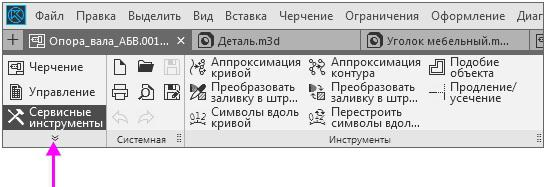 Файл Правка Выделить Вид Вставка Черчение Ограничения Оформление Диаг
Опора_вала_АБВ.001... Деталь.m3d Уголок мебельный.m...
Черчение
Управление
Сервисные
инструменты
Системная
Аппроксимация
кривой
Аппроксимация
контура
Подобие
объекта
Преобразовать
заливку в штр...
Преобразовать
заливку в штр...
Продление/
усечение
Символы вдоль
кривой
Перестроить
символы вдол...
Инструменты